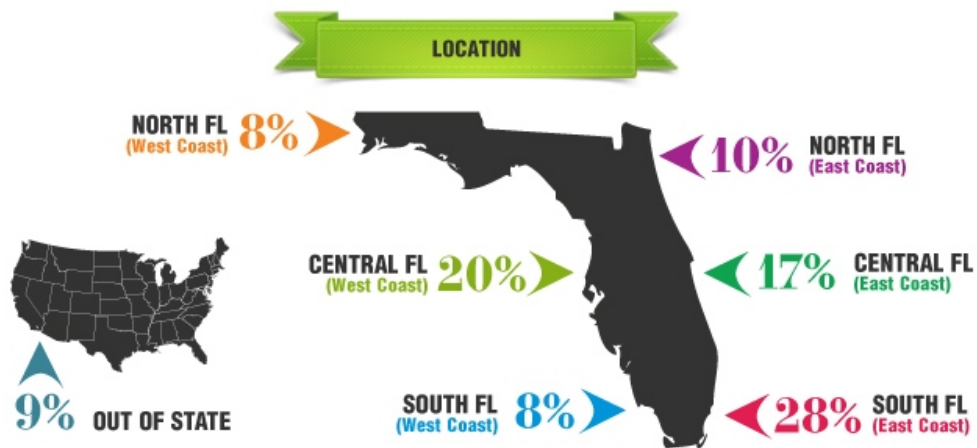 LOCATION
NORTH FL
(West Coast)
8%
10%
NORTH FL
(East Coast)
CENTRAL FL
(West Coast)
20%
17%
CENTRAL FL
(East Coast)
9%
OUT OF STATE
SOUTH FL
(West Coast)
8%
28%
SOUTH FL
(East Coast)